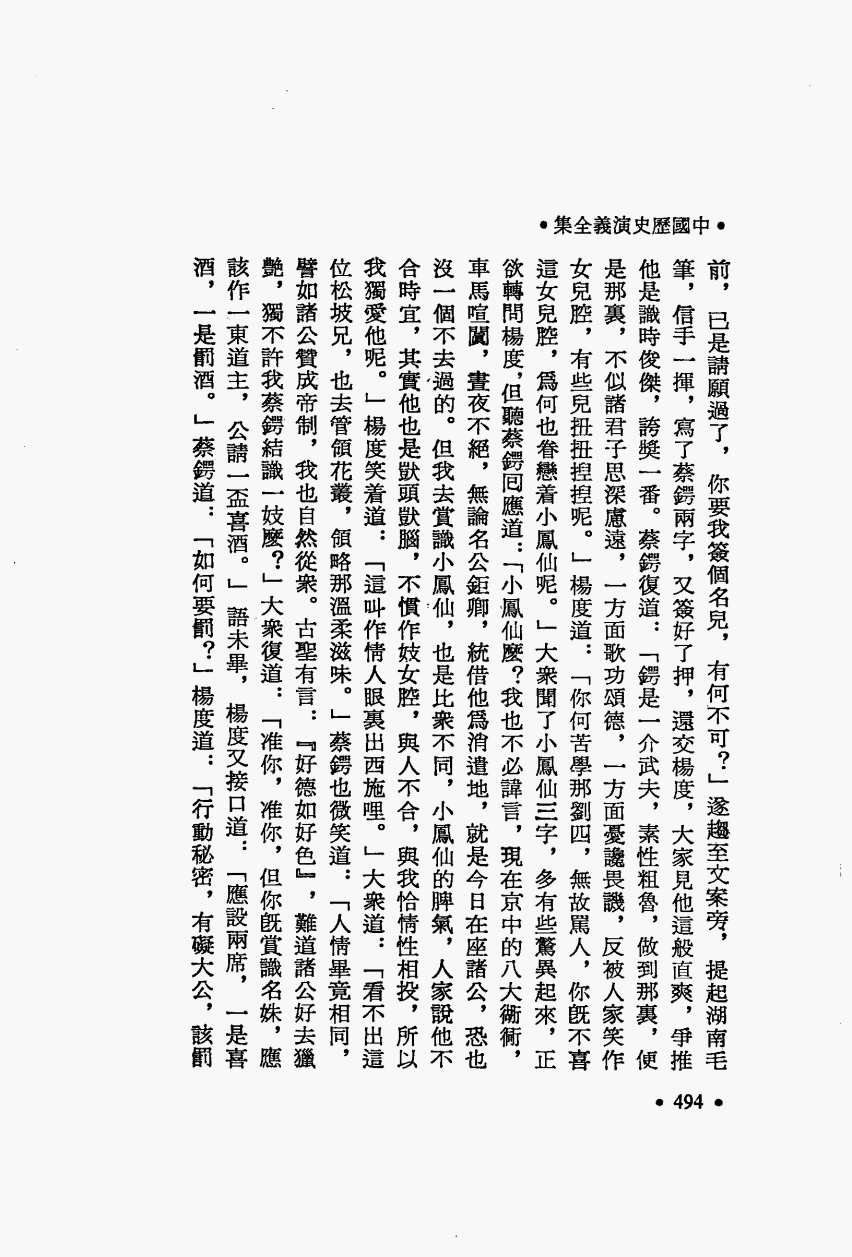 •中國歷史演義全集•
前，已是請願過了，你要我簽個名兒，有何不可？」遂趨至文案旁，提起湖南毛
筆，信手一揮，寫了蔡鍔兩字，又簽好了押，還交楊度，大家見他這般直爽，爭推
他是識時俊傑，誇獎一番。蔡鍔復道：「鍔是一介武夫，素性粗魯，做到那裏，便
是那裏，不似諸君子思深慮遠，一方面歌功頌德，一方面憂讒畏譏，反被人家笑作
女兒腔，有些兒扭扭揑揑呢。」楊度道：「你何苦學那劉四，無故罵人，你旣不喜
這女兒腔，爲何也眷戀着小鳳仙呢。」大衆聞了小鳳仙三字，多有些驚異起來，正
欲轉問楊度，但聽蔡鍔囘應道：「小鳳仙麽？我也不必諱言，現在京中的八大衚衕，
車馬喧闐，晝夜不絕，無論名公鉅卿，統借他爲消遣地，就是今日在座諸公，恐也
沒一個不去過的。但我去賞識小鳳仙，也是比衆不同，小鳳仙的脾氣，人家說他不
合時宜，其實他也是獃頭獃腦，不慣作妓女腔，與人不合，與我恰情性相投，所以
我獨愛他呢。」楊度笑着道：「這叫作情人眼裏出西施哩。」大衆道：「看不出這
位松坡兄，也去管領花叢，領略那溫柔滋味。」蔡鍔也微笑道：「人情畢竟相同，
譬如諸公贊成帝制，我也自然從衆。古聖有言：『好德如好色』，難道諸公好去獵
艷，獨不許我蔡鍔結識一妓麽？」大衆復道：「准你，准你，但你旣賞識名姝，應
該作一東道主，公請一盃喜酒。」語未畢，楊度又接口道：「應設兩席，一是喜
酒，一是罰酒。」蔡鍔道：「如何要罰？」楊度道：「行動秘密，有礙大公，該罰
•494•